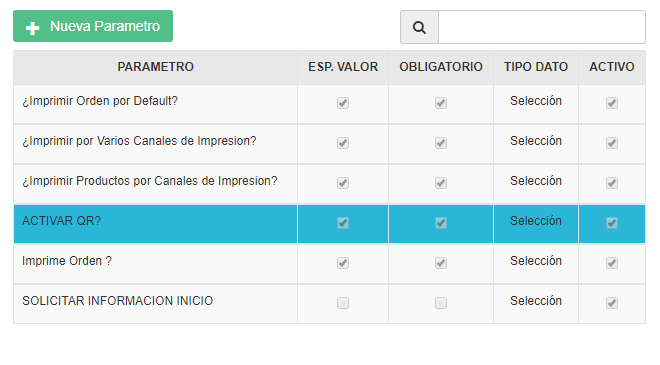 Nueva Parametro
PARAMETRO ESP. VALOR OBLIGATORIO TIPO DATO ACTIVO
¿Imprimir Orden por Default? Selección
¿Imprimir por Varios Canales de Impresion? Selección
¿Imprimir Productos por Canales de Impresion? Selección
ACTIVAR QR? Selección
Imprime Orden ? Selección
SOLICITAR INFORMACION INICIO Selección